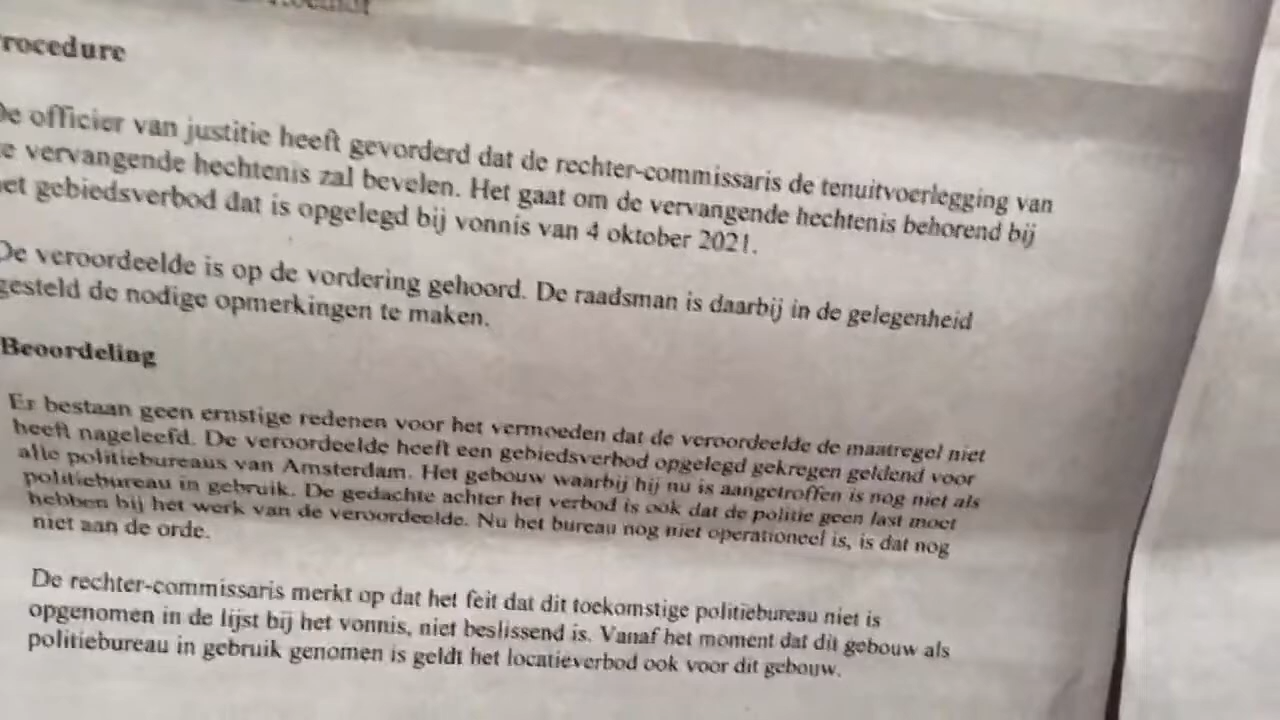 rocedure
De officier van justitie heeft gevorderd dat de rechter-commissaris de tenuitvoerlegging van
e vervangende hechtenis zal bevelen. Het gaat om de vervangende hechtenis behorend bij
et gebiedsverbod dat is opgelegd bij vonnis van 4 oktober 2021.
De veroordeelde is op de vordering gehoord. De raadsman is daarbij in de gelegenheid
gesteld de nodige opmerkingen te maken.
Beoordeling
Er bestaan geen ernstige redenen voor het vermoeden dat de veroordeelde de maatregel niet
heeft nageleefd. De veroordeelde heeft een gebiedsverbod opgelegd gekregen geldend voor
alle politiebureaus van Amsterdam. Het gebouw waarbij hij nu is aangetroffen is nog niet als
politiebureau in gebruik. De gedachte achter het verbod is ook dat de politie geen last moet
hebben bij het werk van de veroordeelde. Nu het bureau nog niet operationeel is, is dat nog
niet aan de orde.
De rechter-commissaris merkt op dat het feit dat dit toekomstige politiebureau niet is
opgenomen in de lijst bij het vonnis, niet beslissend is. Vanaf het moment dat dit gebouw als
politiebureau in gebruik genomen is geldt het locatieverbod ook voor dit gebouw.